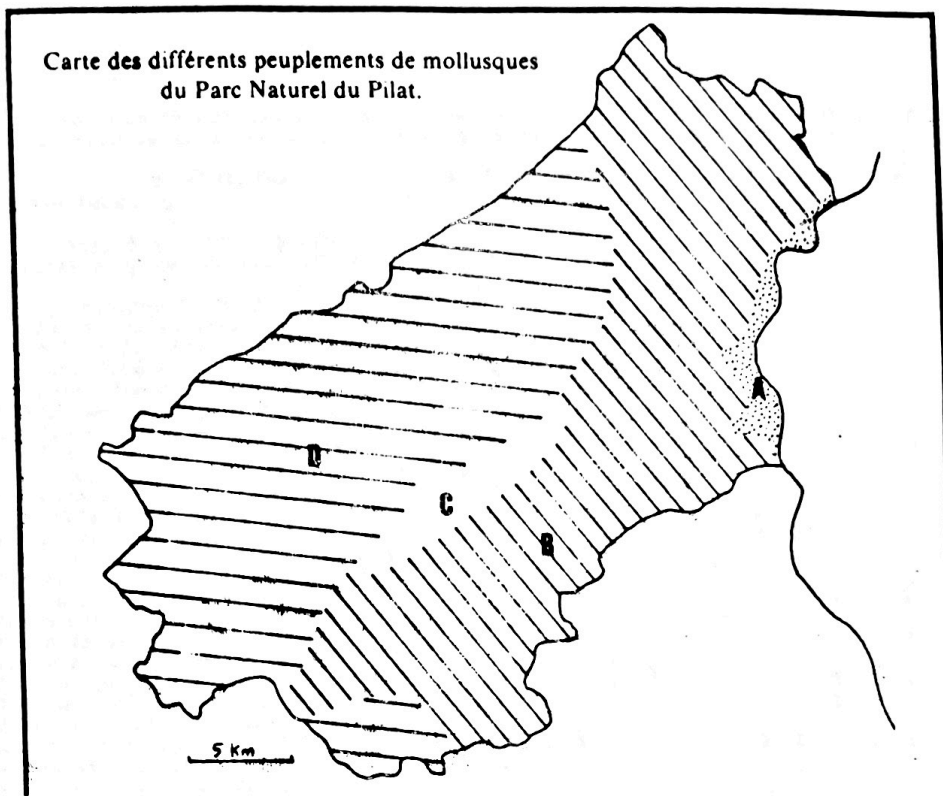 Carte des différents peuplements de mollusques
du Parc Naturel du Pilat.
A
D
C
B
5 Km